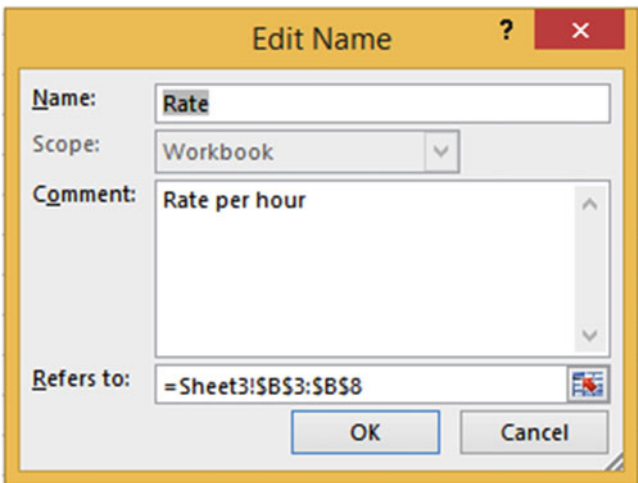 Edit Name
?
Name: Rate
Scope: Workbook
Comment: Rate per hour
Refers to: =Sheet3!$B$3:$B$8
OK Cancel